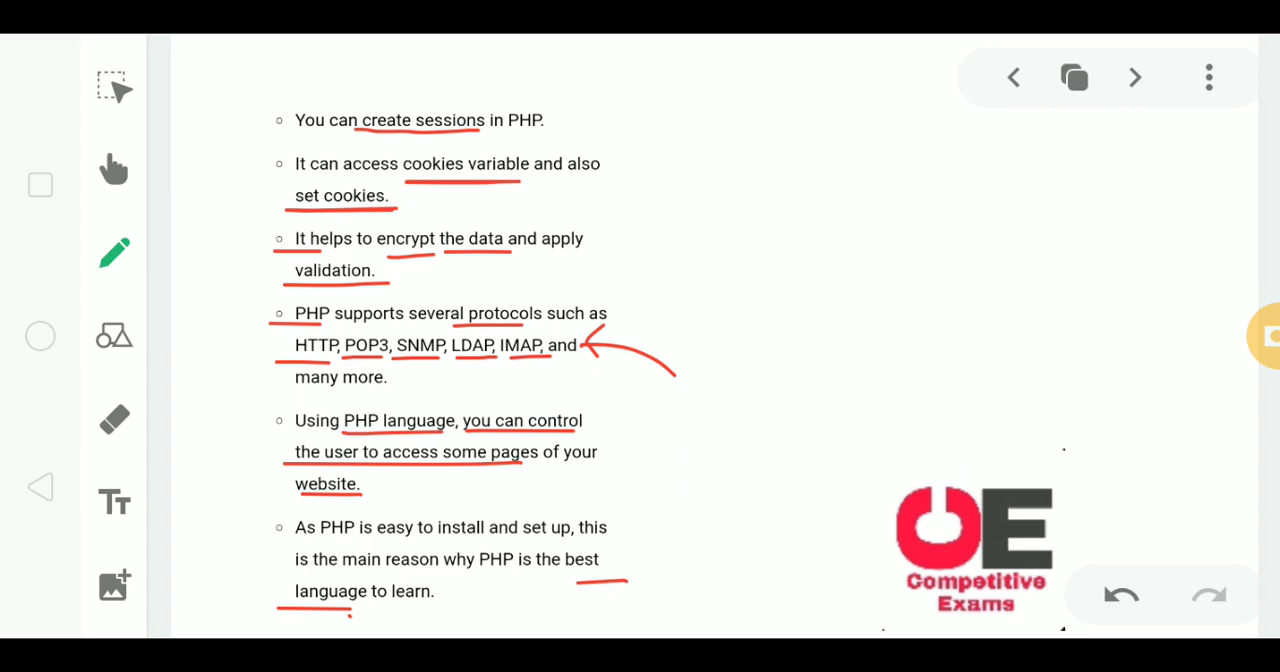 You can create sessions in PHP.
It can access cookies variable and also
set cookies.
It helps to encrypt the data and apply
validation.
PHP supports several protocols such as
HTTP, POP3, SNMP, LDAP, IMAP, and
many more.
Using PHP language, you can control
the user to access some pages of your
website.
As PHP is easy to install and set up, this
is the main reason why PHP is the best
language to learn.
TT
CE
Competitive
Exams